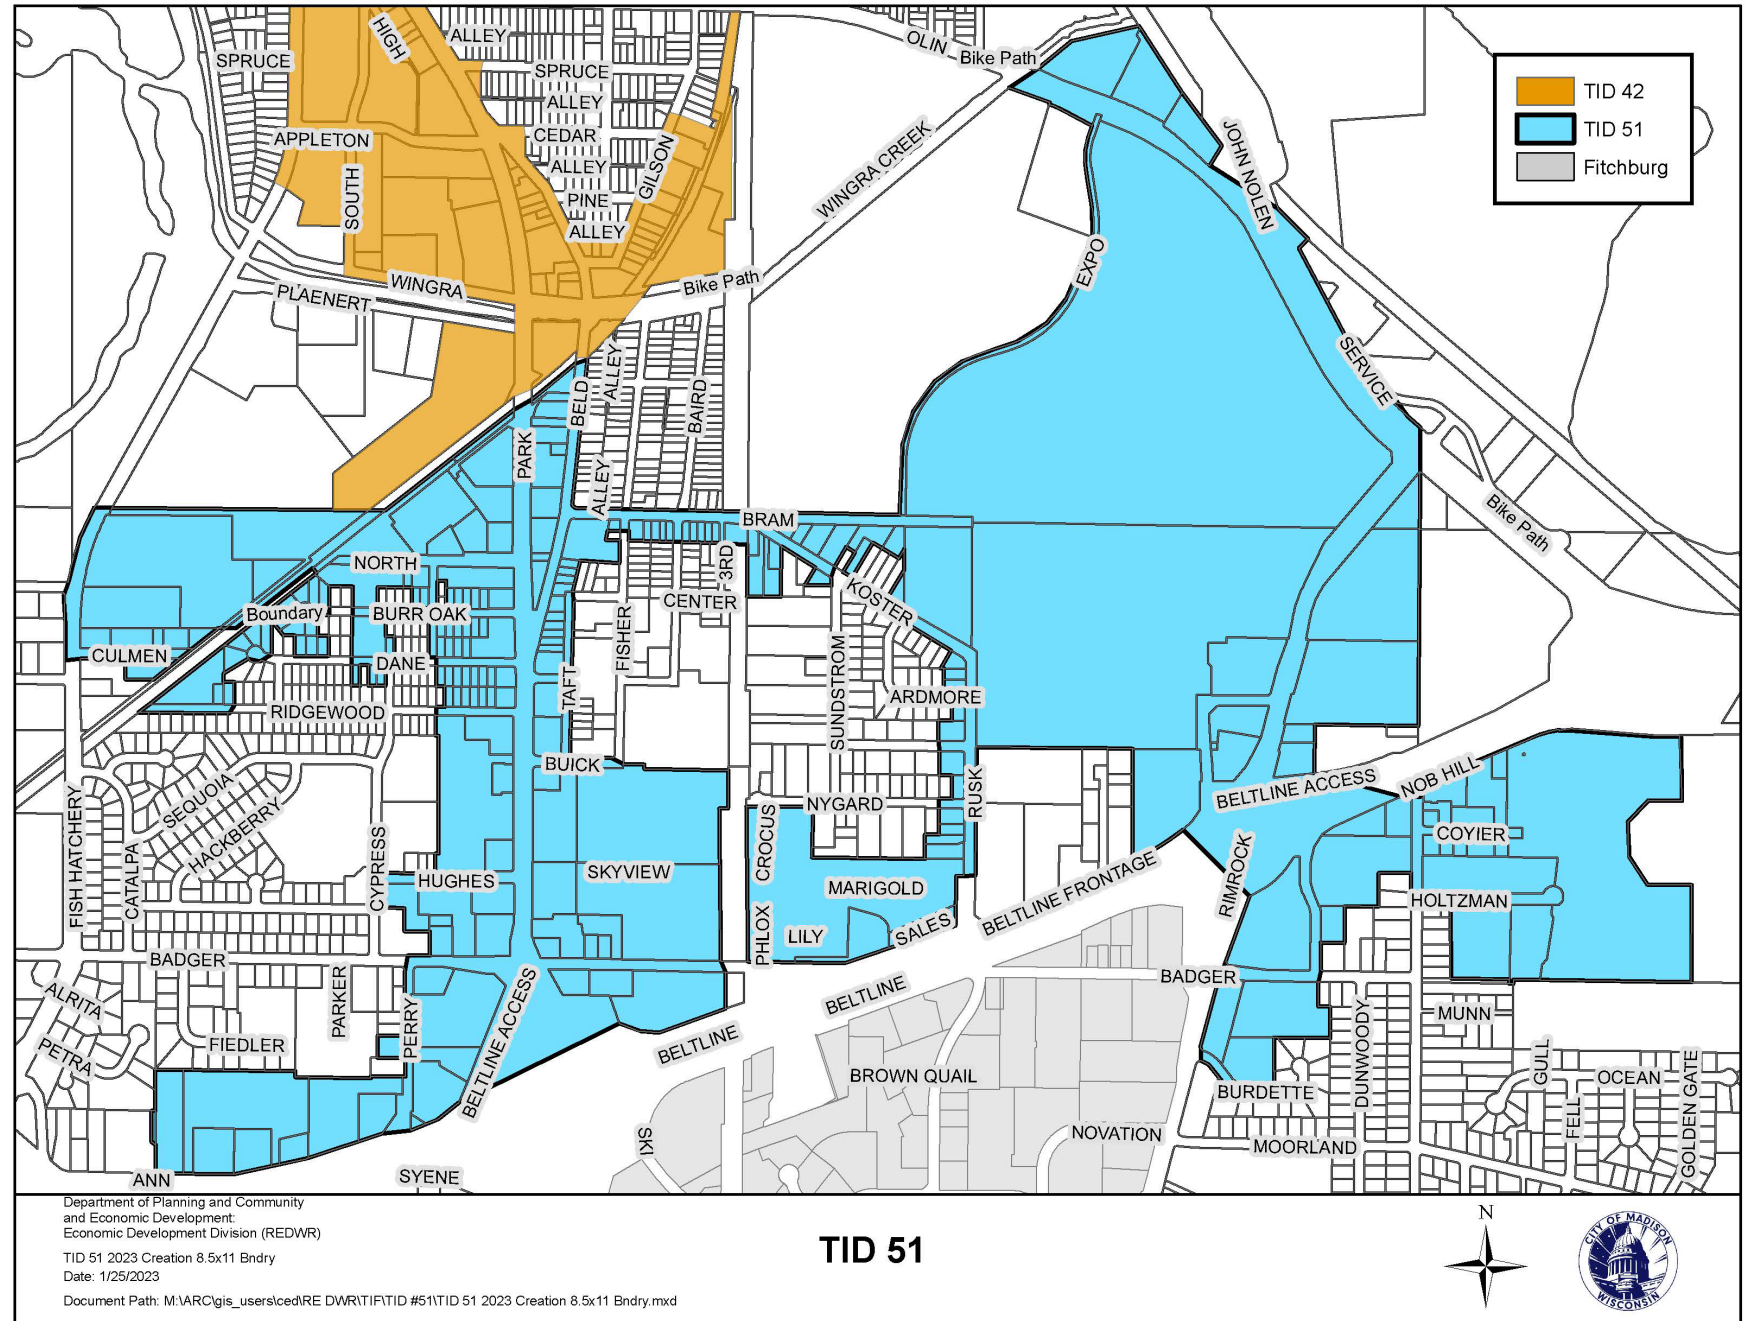 HIGH
ALLEY
OLIN
Bike Path
SPRUCE
SPRUCE
TID 42
ALLEY
TID 51
CEDAR
APPLETON
ALLEY
GILSON
WINGRA CREEK
JOHN NOLEN
Fitchburg
SOUTH
PINE
ALLEY
EXPO
WINGRA
Bike Path
PLAENERT
SERVICE
ALLEY
BELD
BAIRD
PARK
ALLEY
BRAM
Bike Path
NORTH
3RD
CENTER
KOSTER
Boundary
BURR OAK
FISHER
CULMEN
DANE
TAFT
SUNDSTROM
ARDMORE
RIDGEWOOD
BUICK
RUSK
BELTLINE ACCESS
NOB HILL
SEQUOIA
NYGARD
FISH HATCHERY
HACKBERRY
CROCUS
COYIER
CATALPA
CYPRESS
HUGHES
SKYVIEW
MARIGOLD
BELTLINE FRONTAGE
RIMROCK
HOLTZMAN
PHLOX
LILY
SALES
BADGER
BADGER
ALRITA
PARKER
PERRY
BELTLINE ACCESS
BELTLINE
BELTLINE
DUNWOODY
MUNN
PETRA
FIEDLER
BROWN QUAIL
BURDETTE
GULL
OCEAN
GOLDEN GATE
FELL
SKI
NOVATION
MOORLAND
ANN
SYENE
Department of Planning and Community
and Economic Development:
Economic Development Division (REDWR)
TID 51 2023 Creation 8.5x11 Bndry
Date: 1/25/2023
Document Path: M:\ARC\gis_users\ced\RE DWR\TIF\TID #51\TID 51 2023 Creation 8.5x11 Bndry.mxd
TID 51
N
CITY OF MADISON
WISCONSIN